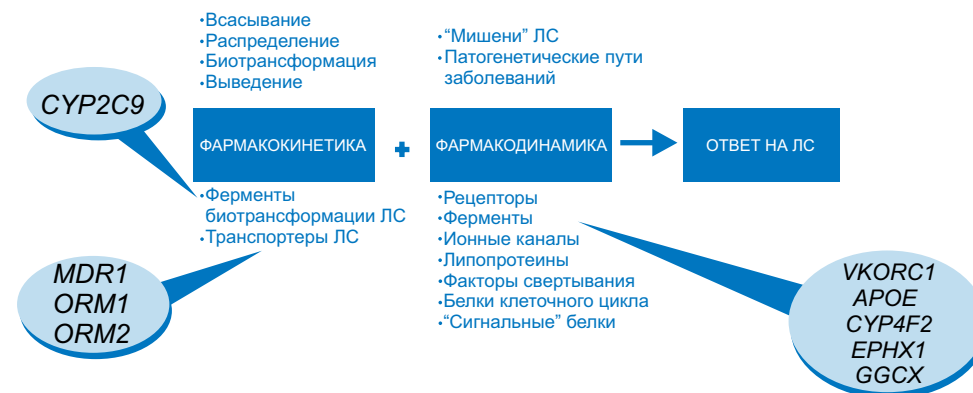 •Всасывание
•Распределение
•Биотрансформация
•Выведение
•“Мишени” ЛС
•Патогенетические пути
заболеваний
CYP2C9
ФАРМАКОКИНЕТИКА
+
ФАРМАКОДИНАМИКА
ОТВЕТ НА ЛС
•Ферменты
биотрансформации ЛС
•Транспортеры ЛС
•Рецепторы
•Ферменты
•Ионные каналы
•Липопротеины
•Факторы свертывания
•Белки клеточного цикла
•“Сигнальные” белки
MDR1
ORM1
ORM2
VKORC1
APOE
CYP4F2
EPHX1
GGCX